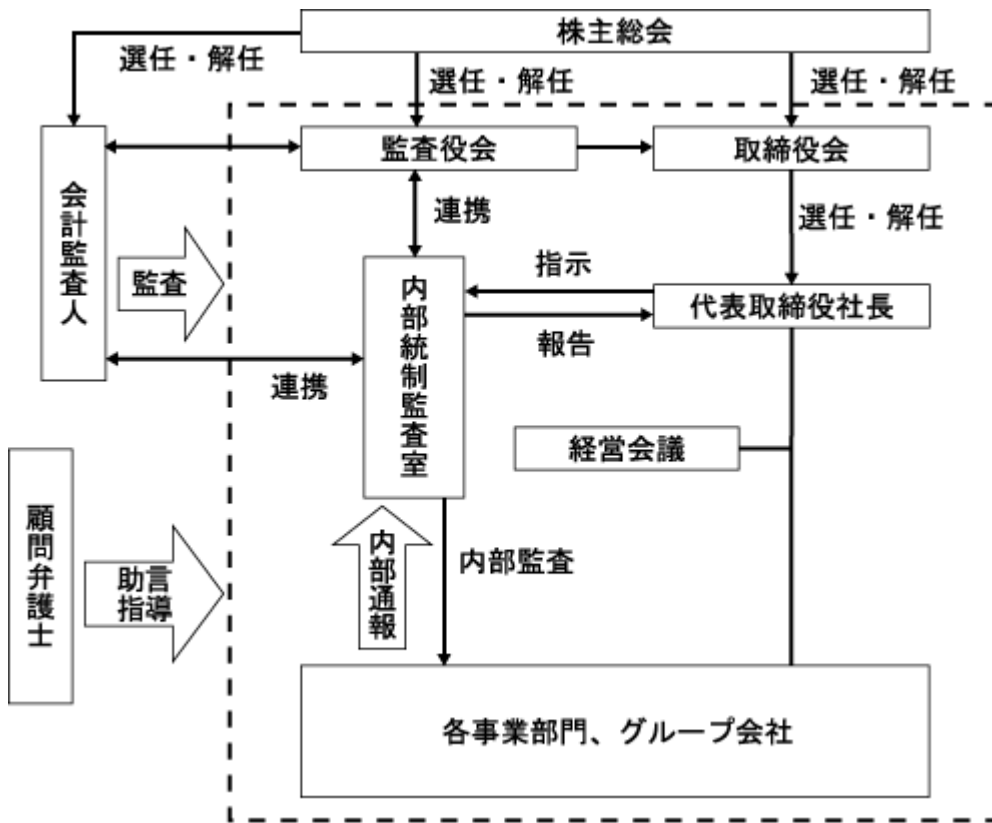 株主総会
選任・解任
選任・解任
選任・解任
会計監査人
監査役会
取締役会
連携
選任・解任
監査
内部統制監査室
指示
代表取締役社長
報告
連携
経営会議
顧問弁護士
助言
指導
内部通報
内部監査
各事業部門、グループ会社